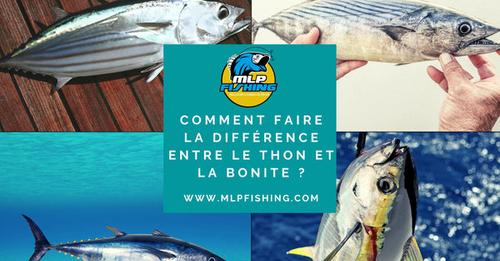 MLP
FISHING
COMMENT FAIRE
LA DIFFÉRENCE
ENTRE LE THON ET
LA BONITE ?
WWW.MLPFISHING.COM